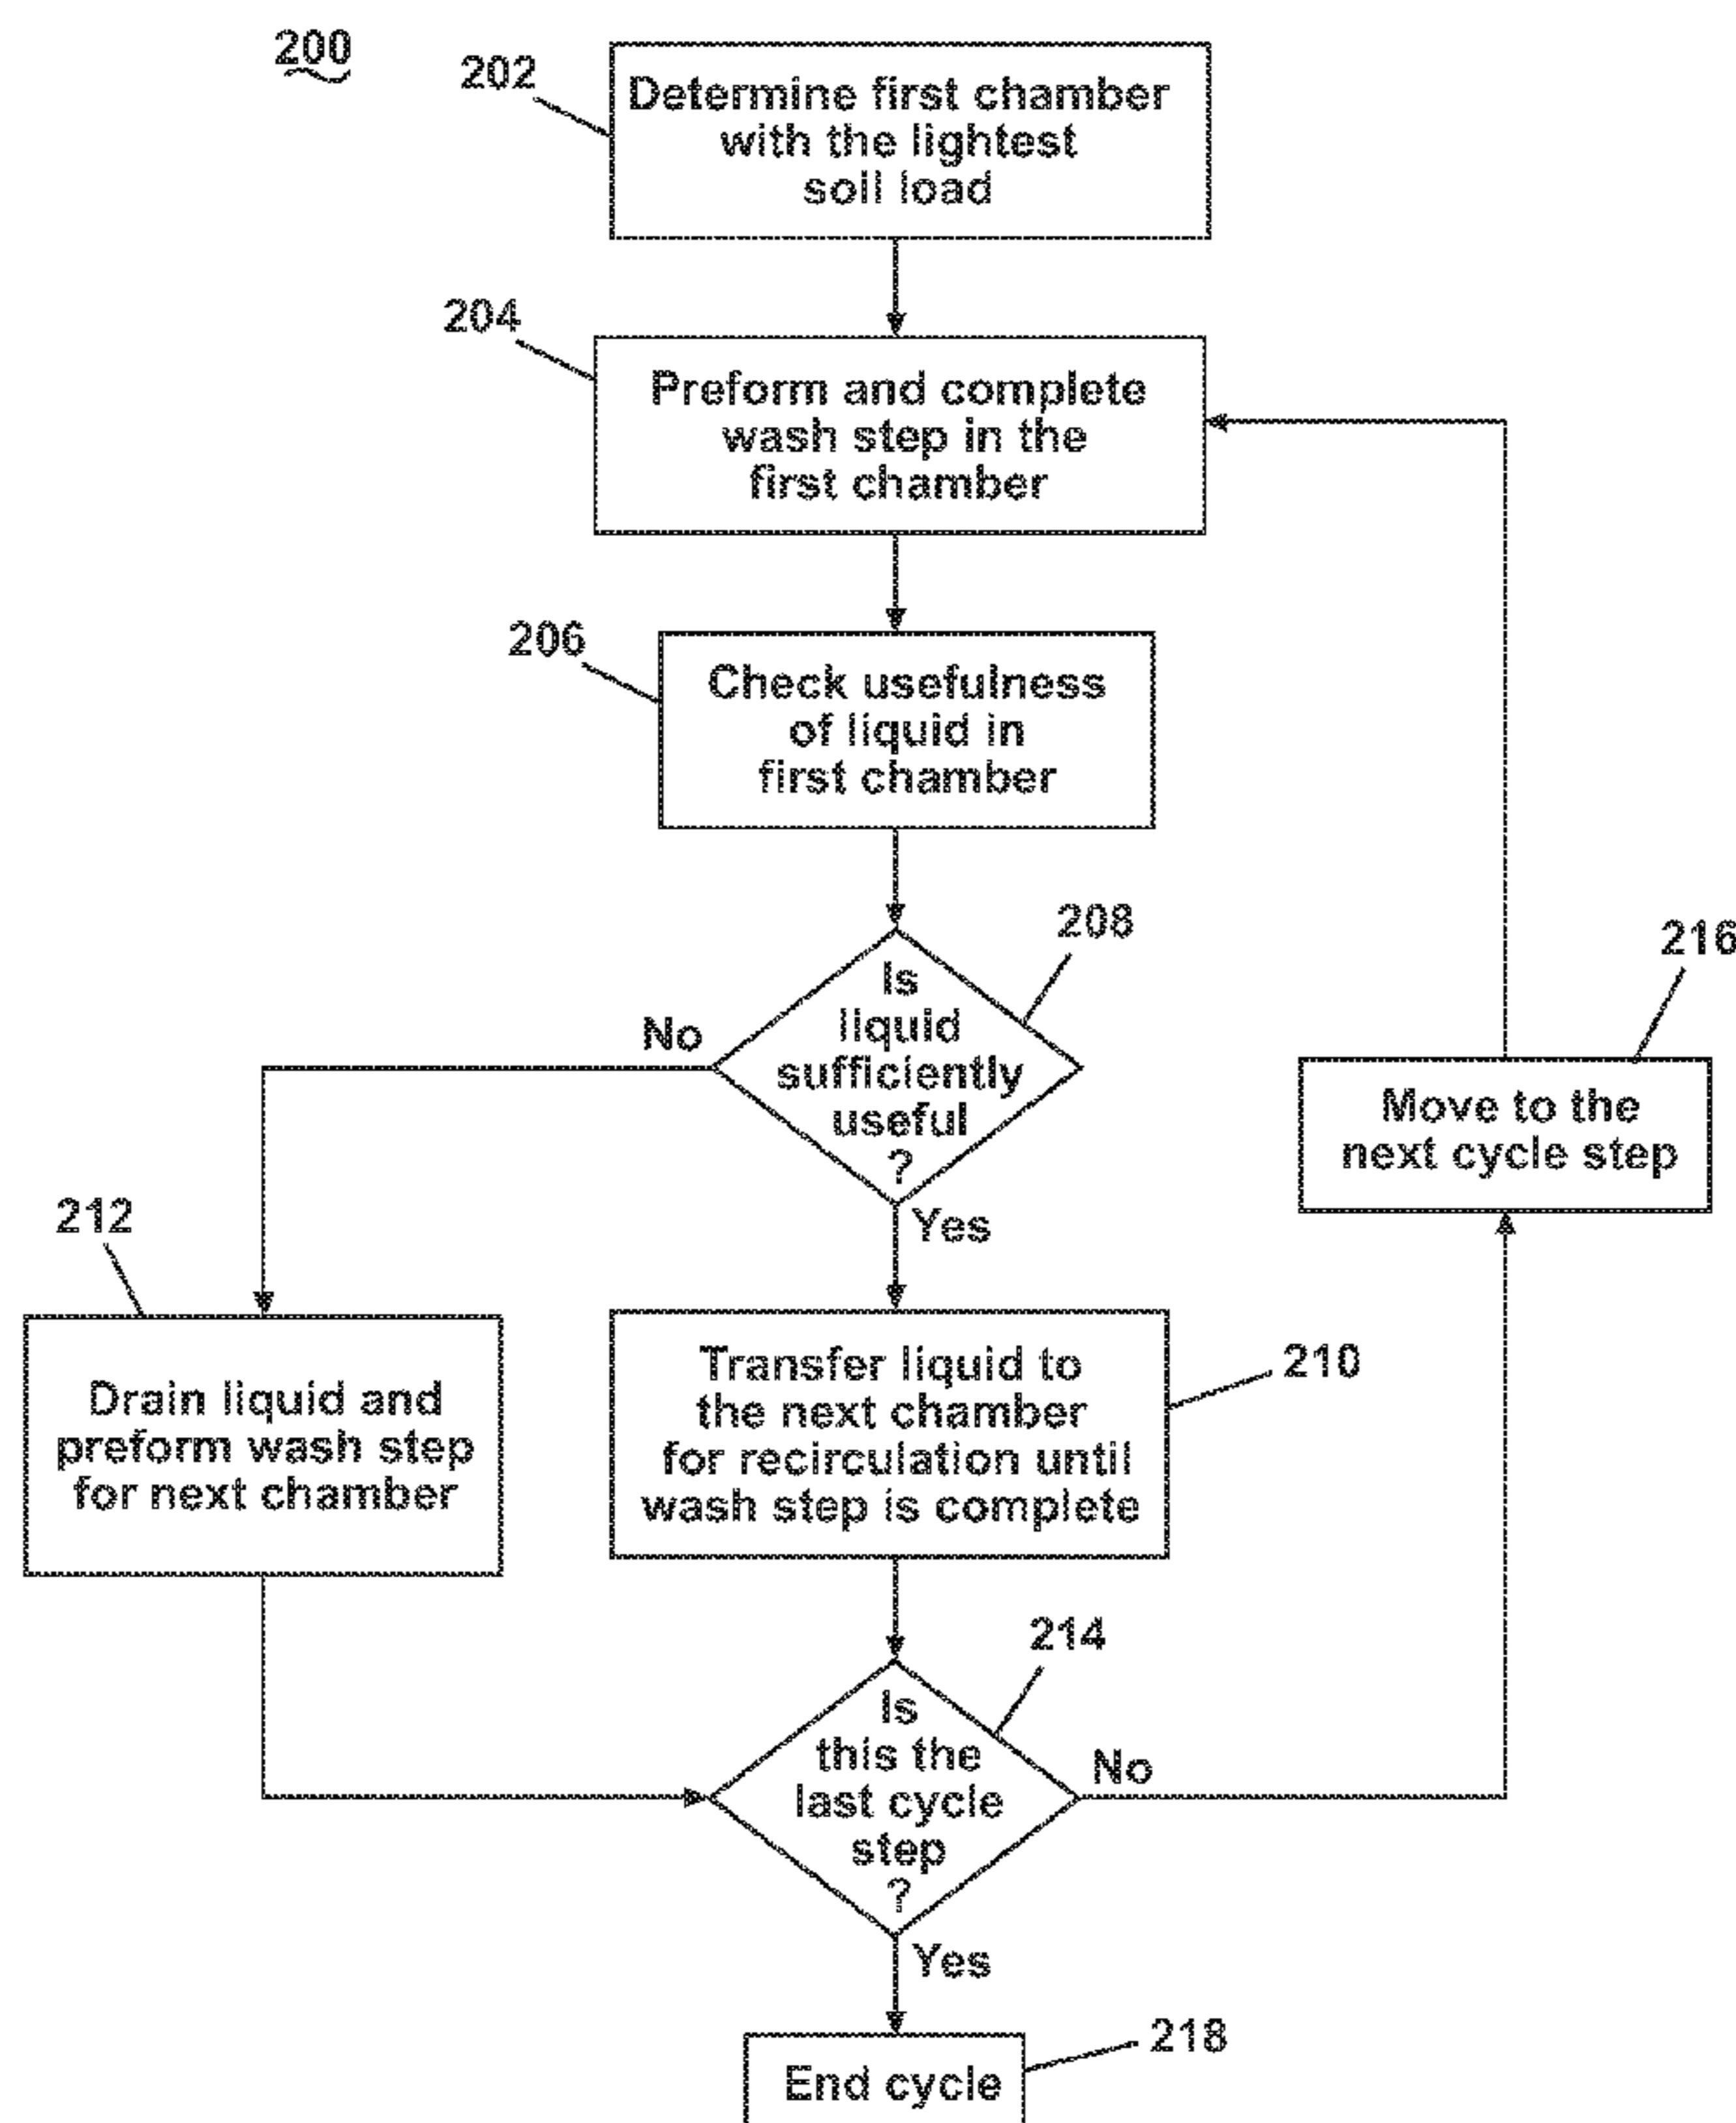 200
202
Determine first chamber
with the lightest
soil load
204
Preform and complete
wash step in the
first chamber
206
Check usefulness
of liquid in
first chamber
208
Is
liquid
sufficiently
useful
?
No
Yes
216
Move to the
next cycle step
212
Drain liquid and
preform wash step
for next chamber
210
Transfer liquid to
the next chamber
for recirculation until
wash step is complete
214
Is
this the
last cycle
step
?
No
Yes
218
End cycle